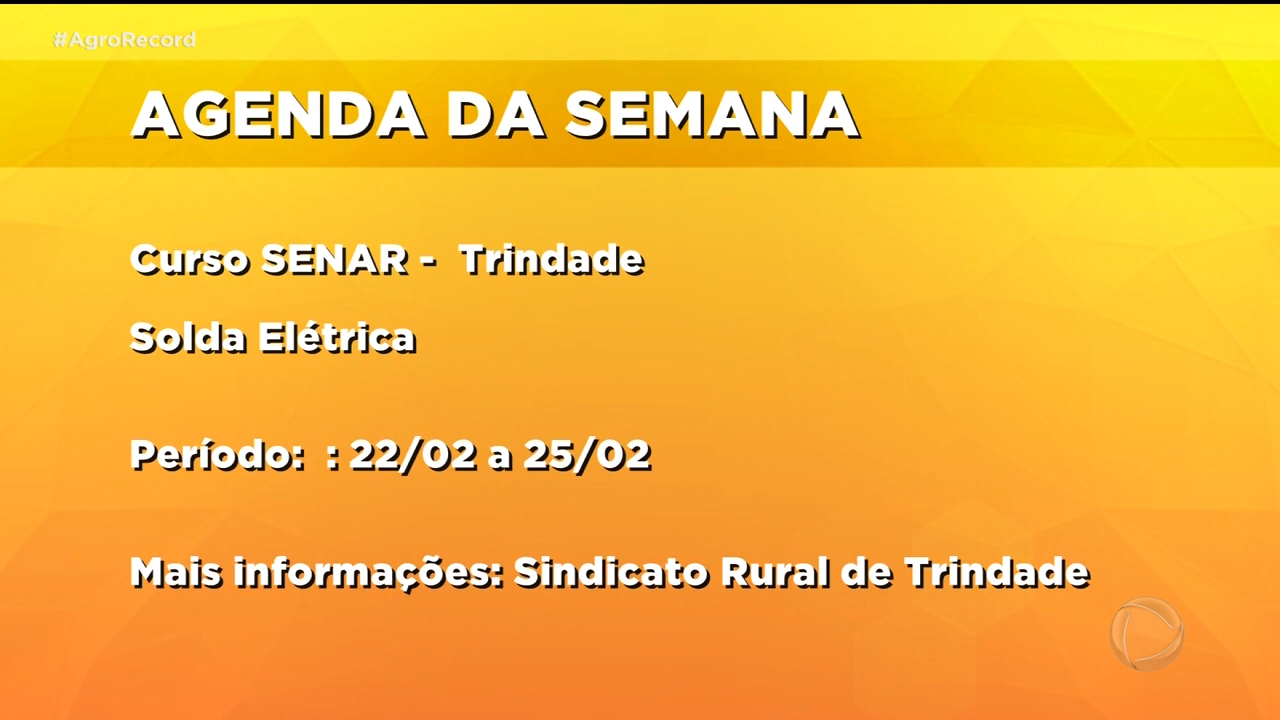 #AgroRecord
AGENDA DA SEMANA
Curso SENAR -  Trindade
Solda Elétrica
Período:  : 22/02 a 25/02
Mais informações: Sindicato Rural de Trindade